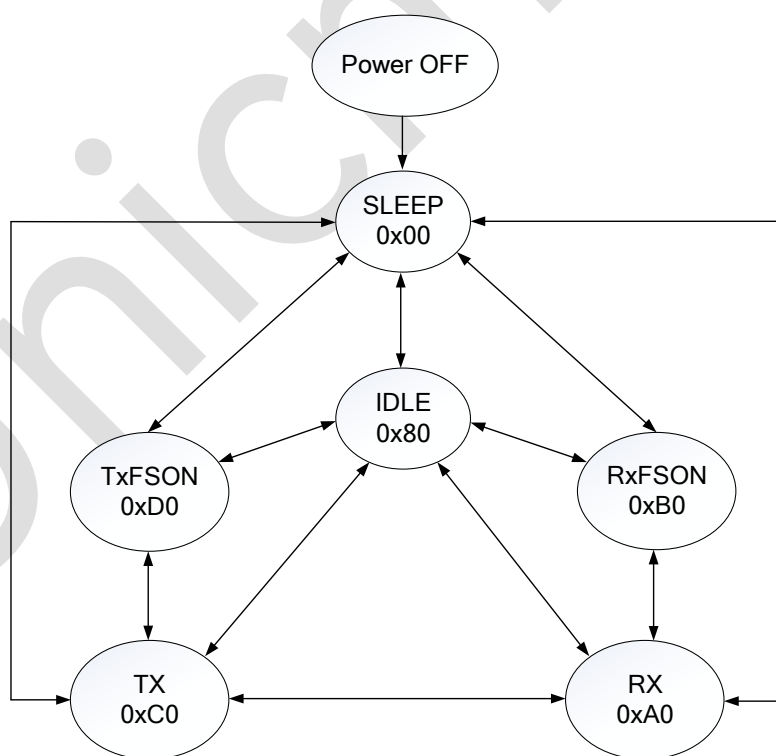 Power OFF
SLEEP
0x00
IDLE
0x80
TxFSON
0xD0
RxFSON
0xB0
TX
0xC0
RX
0xA0